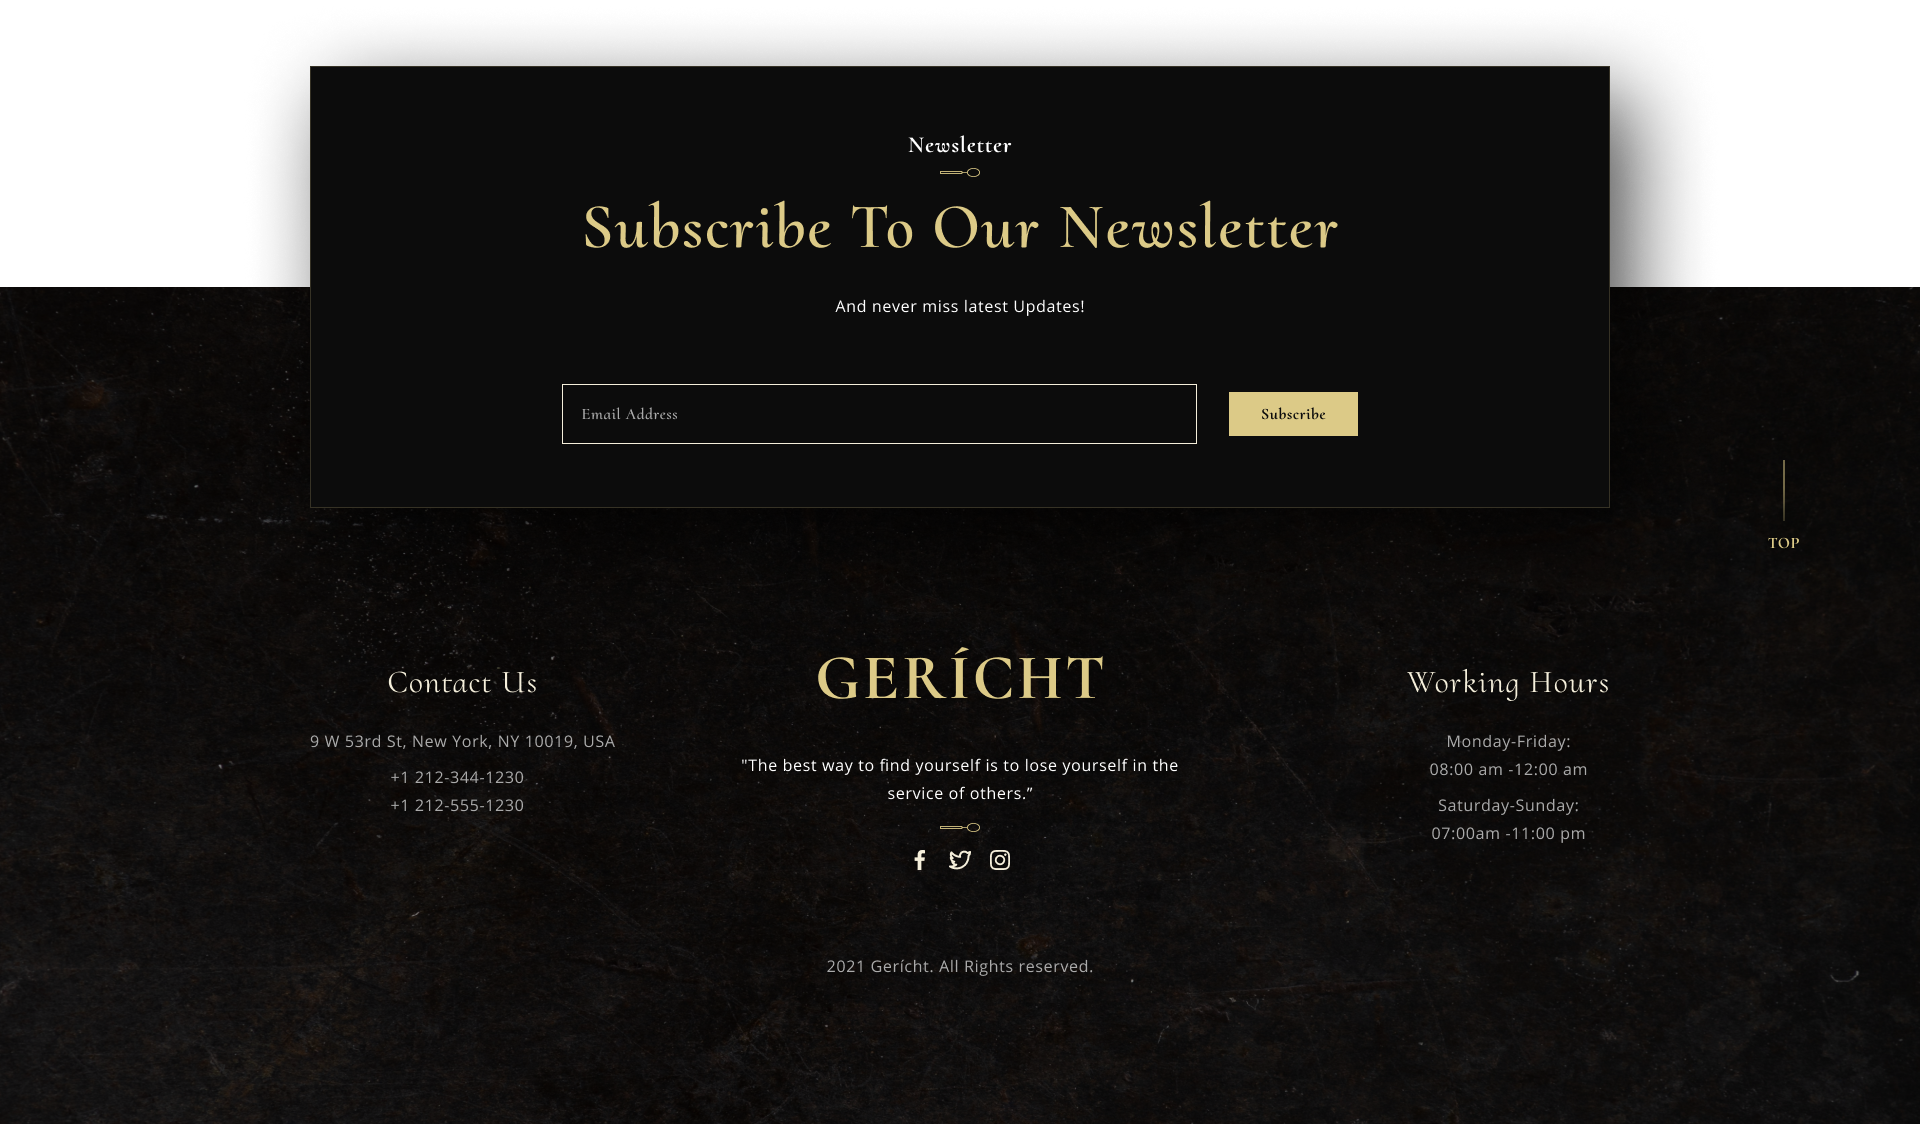 Newsletter
Subscribe To Our Newsletter
And never miss latest Updates!
Email Address
Subscribe
TOP
Contact Us
9 W 53rd St, New York, NY 10019, USA
+1 212-344-1230
+1 212-555-1230
GERÍCHT
"The best way to find yourself is to lose yourself in the
service of others.”
Working Hours
Monday-Friday:
08:00 am -12:00 am
Saturday-Sunday:
07:00am -11:00 pm
2021 Gerícht. All Rights reserved.